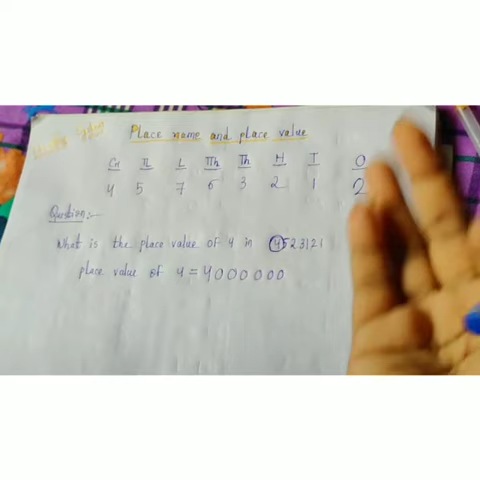 Place name and place value
Cr TL L TTh Th H T O
4 5 7 6 3 2 1 2
Question:-
What is the place value of 4 in 4523121
place value of 4 = 4000000